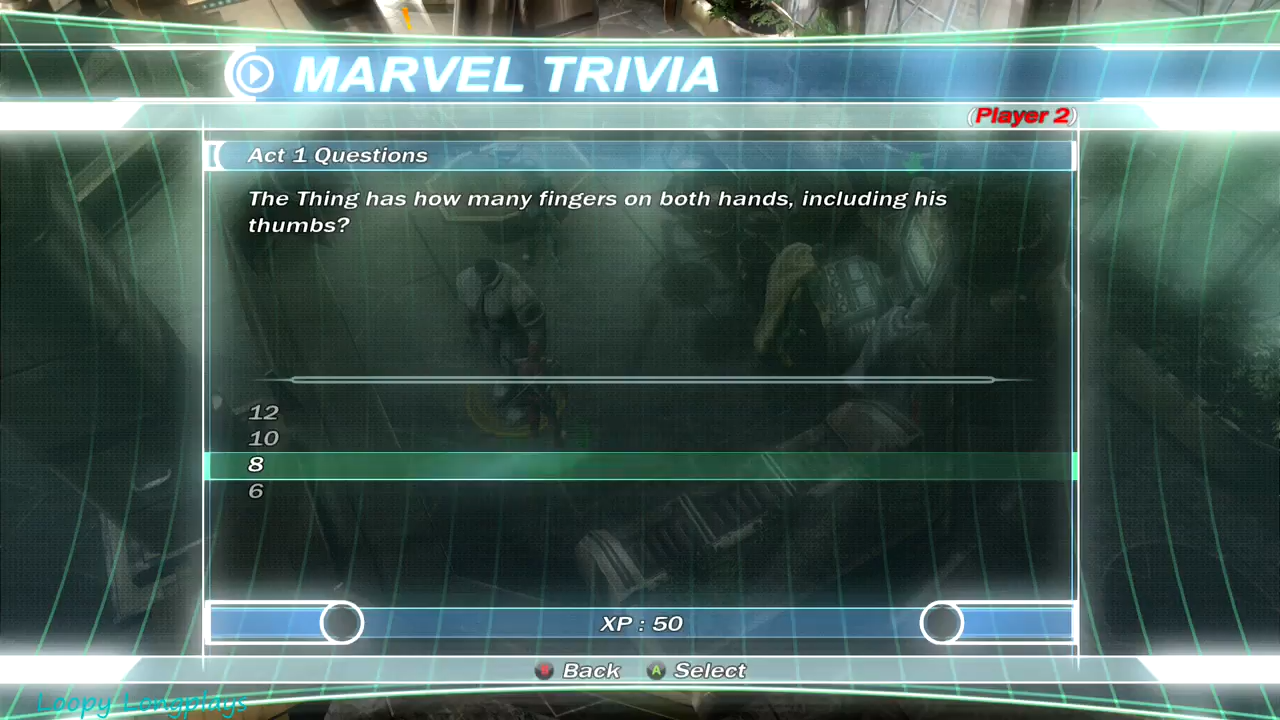 MARVEL TRIVIA
(Player 2)
Act 1 Questions
The Thing has how many fingers on both hands, including his
thumbs?
12
10
8
6
XP : 50
B Back A Select
Loopy Longplays